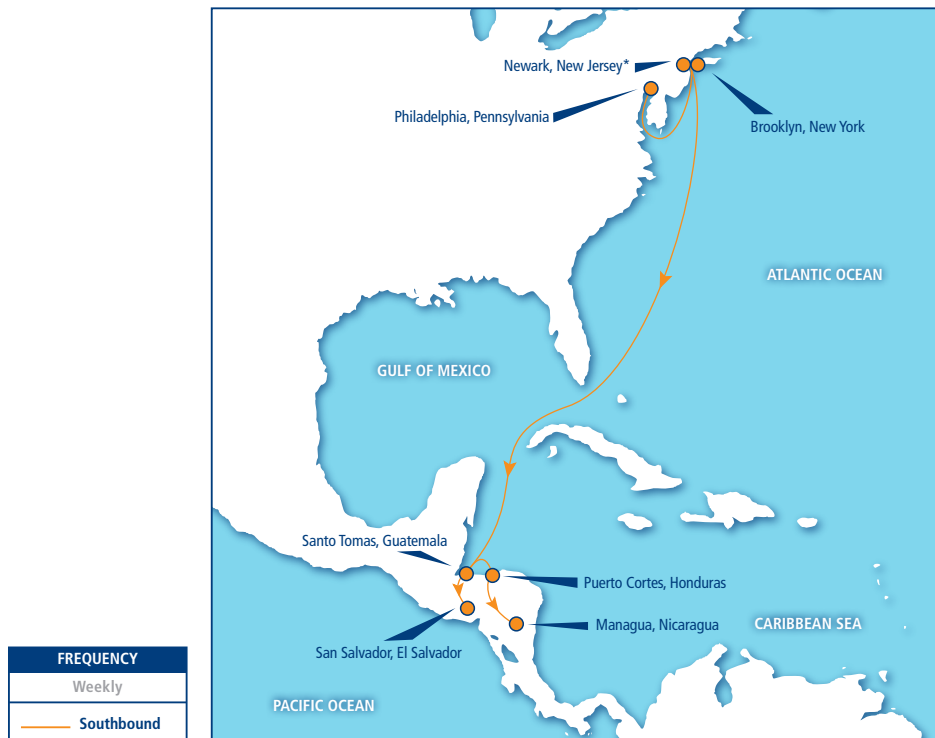 Newark, New Jersey*
Philadelphia, Pennsylvania
Brooklyn, New York
ATLANTIC OCEAN
GULF OF MEXICO
Santo Tomas, Guatemala
Puerto Cortes, Honduras
Managua, Nicaragua
CARIBBEAN SEA
San Salvador, El Salvador
PACIFIC OCEAN
FREQUENCY
Weekly
Southbound